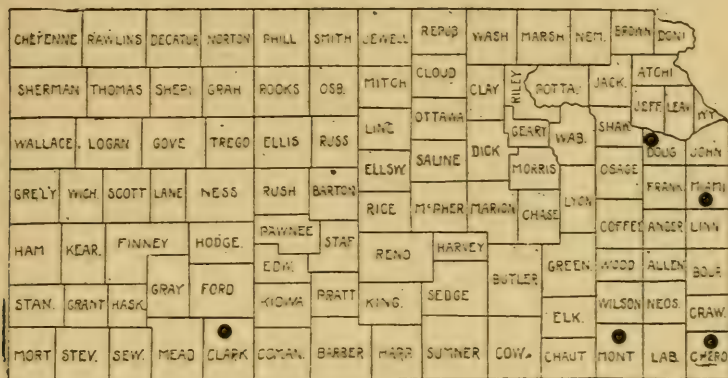 CHEYENNE RAWLINS DECATUR NORTON PHILL SMITH JEWELL REPUB WASH MARSH NEM. BROWN DONI
SHERMAN THOMAS SHERI GRAH ROOKS OSB. MITCH CLOUD CLAY RILEY POTTA. JACK. ATCHI
JEFF. LEAV. WY.
WALLACE. LOGAN GOVE TREGO ELLIS RUSS LINC OTTAWA DICK GEARY WAB. SHAW. DOUG JOHN
ELLSW. SALINE MORRIS OSAGE
GRELY WICH. SCOTT LANE NESS RUSH BARTON RICE McPHER MARION CHASE LYON FRANK. MIAMI
HAM KEAR. FINNEY HODGE. PAWNEE STAF RENO HARVEY COFFEY ANDER LINN
EDW. BUTLER GREEN. WOOD ALLEN BOUR.
STAN. GRANT HASK. GRAY FORD KIOWA PRATT KING. SEDGE ELK. WILSON NEOS. CRAW.
MORT STEV. SEW. MEAD CLARK COMAN. BARBER HARP. SUMNER COW. CHAUT MONT LAB. CHERO